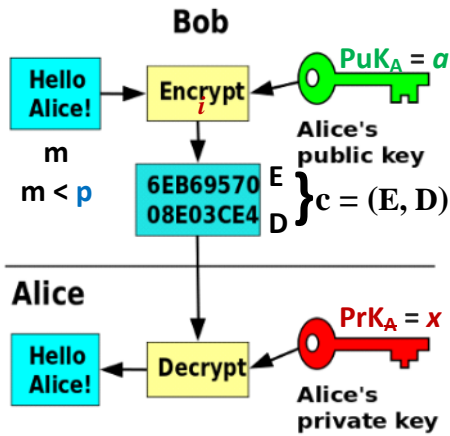 Bob
Hello
Alice!
Encrypt
i
PuKA = a
Alice's
public key
m
m < p
6EB69570
08E03CE4
E
D
}c = (E, D)
Alice
Hello
Alice!
Decrypt
PrKA = x
Alice's
private key